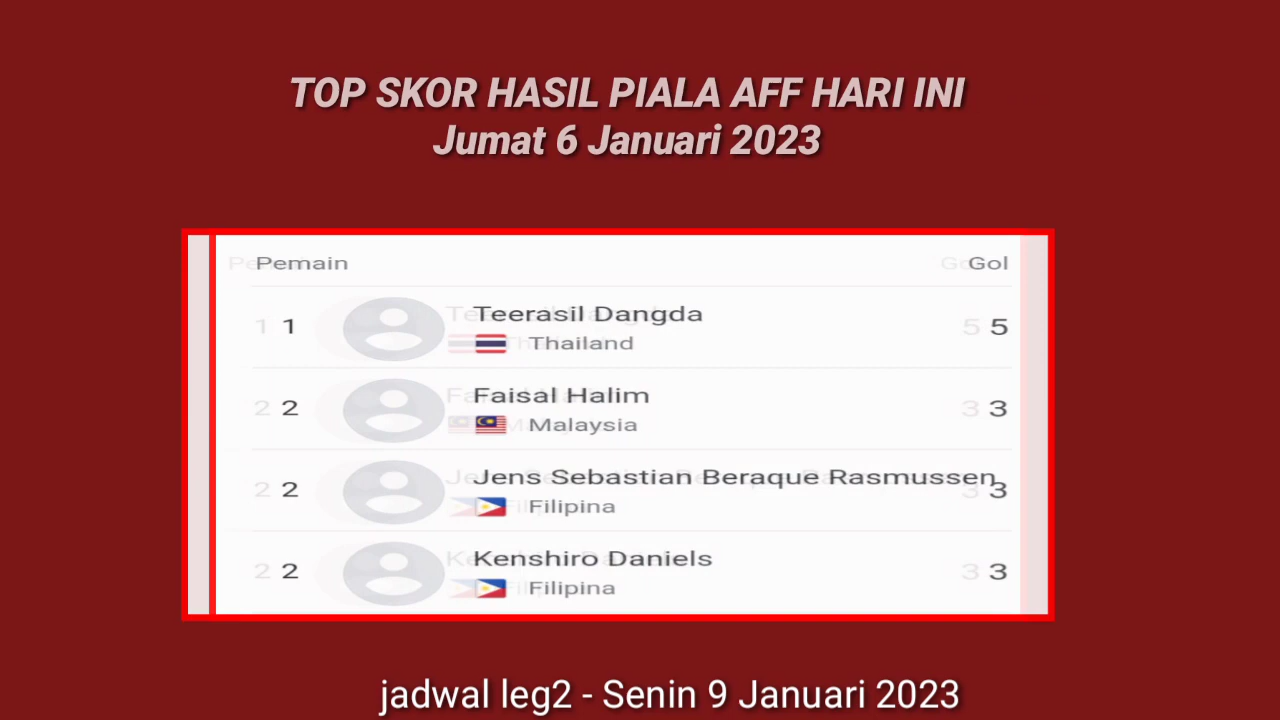 TOP SKOR HASIL PIALA AFF HARI INI
Jumat 6 Januari 2023
Pemain Gol
1 Teerasil Dangda 5
Thailand
2 Faisal Halim 3
Malaysia
2 Jens Sebastian Beraque Rasmussen 3
Filipina
2 Kenshiro Daniels 3
Filipina
jadwal leg2 - Senin 9 Januari 2023